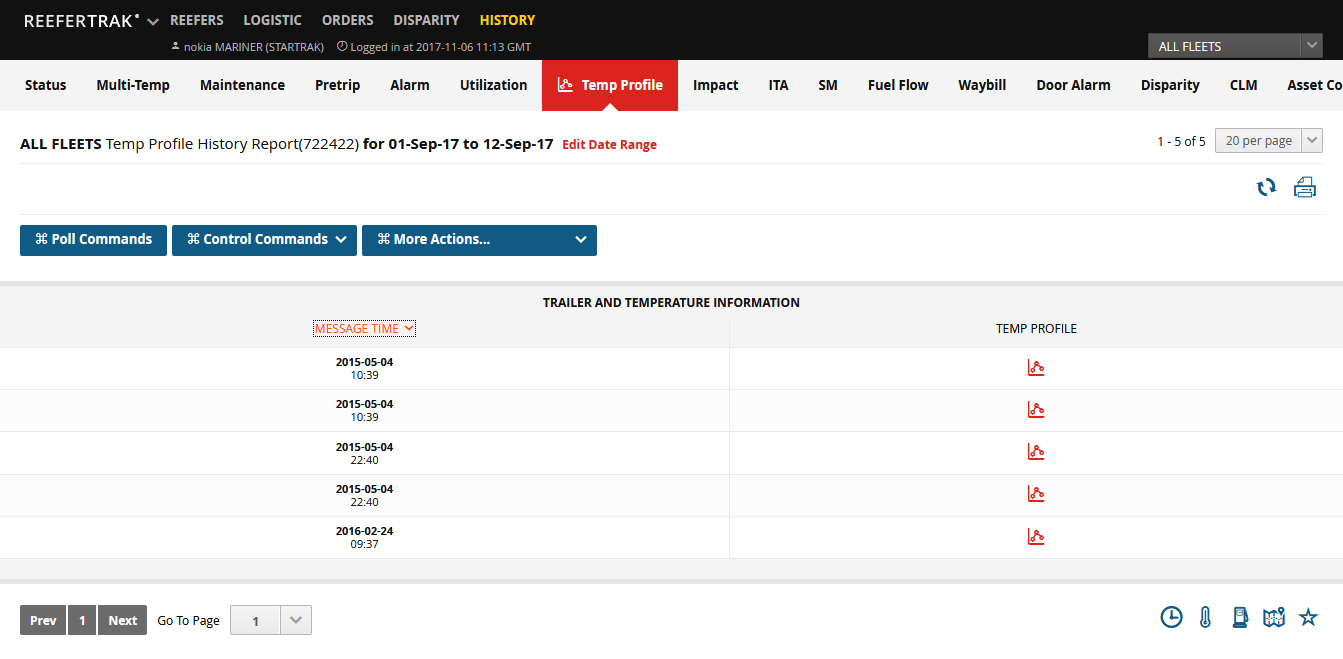 REEFERTRAK REEFERS LOGISTIC ORDERS DISPARITY HISTORY
nokia MARINER (STARTRAK) Logged in at 2017-11-06 11:13 GMT
ALL FLEETS
Status Multi-Temp Maintenance Pretrip Alarm Utilization Temp Profile Impact ITA SM Fuel Flow Waybill Door Alarm Disparity CLM Asset Co
ALL FLEETS Temp Profile History Report(722422) for 01-Sep-17 to 12-Sep-17 Edit Date Range
1 - 5 of 5 20 per page
⌘ Poll Commands ⌘ Control Commands ⌘ More Actions...
TRAILER AND TEMPERATURE INFORMATION
MESSAGE TIME TEMP PROFILE
2015-05-04
10:39
2015-05-04
10:39
2015-05-04
22:40
2015-05-04
22:40
2016-02-24
09:37
Prev 1 Next Go To Page 1